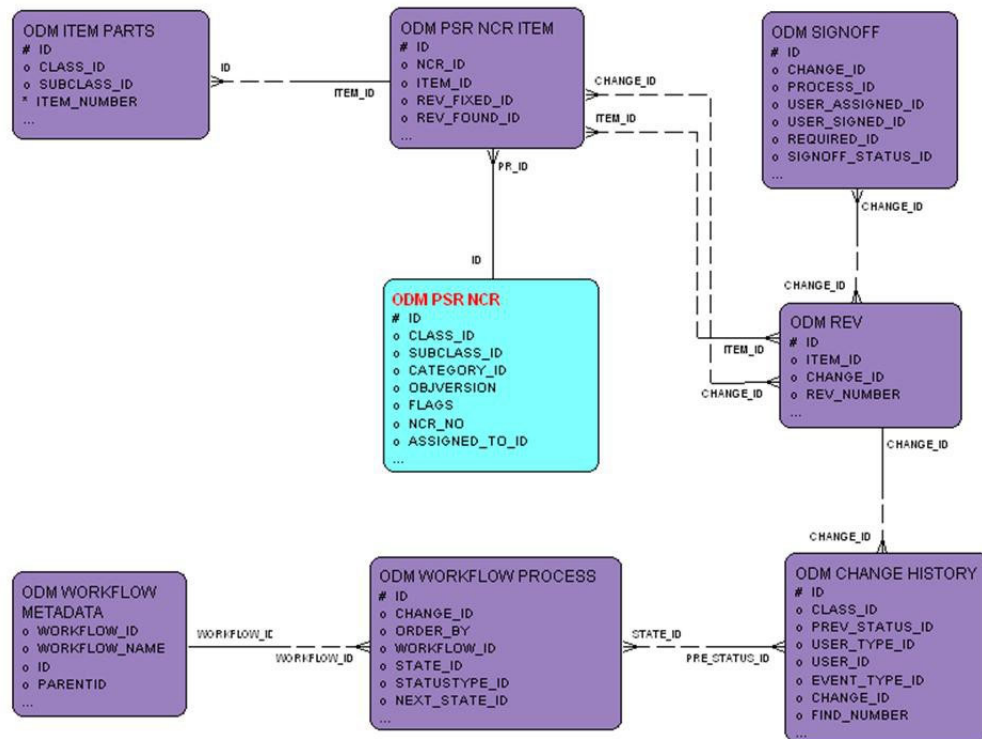 ODM ITEM PARTS
# ID
o CLASS_ID
o SUBCLASS_ID
* ITEM_NUMBER
...
ID
ITEM_ID
ODM PSR NCR ITEM
# ID
o NCR_ID
o ITEM_ID
o REV_FIXED_ID
o REV_FOUND_ID
...
CHANGE_ID
ITEM_ID
PR_ID
ID
ODM SIGNOFF
# ID
o CHANGE_ID
o PROCESS_ID
o USER_ASSIGNED_ID
o USER_SIGNED_ID
o REQUIRED_ID
o SIGNOFF_STATUS_ID
...
CHANGE_ID
CHANGE_ID
ODM PSR NCR
# ID
o CLASS_ID
o SUBCLASS_ID
o CATEGORY_ID
o OBJVERSION
o FLAGS
o NCR_NO
o ASSIGNED_TO_ID
...
ITEM_ID
CHANGE_ID
ODM REV
# ID
o ITEM_ID
o CHANGE_ID
o REV_NUMBER
...
CHANGE_ID
CHANGE_ID
ODM WORKFLOW
METADATA
o WORKFLOW_ID
o WORKFLOW_NAME
o ID
o PARENTID
...
WORKFLOW_ID
WORKFLOW_ID
ODM WORKFLOW PROCESS
# ID
o CHANGE_ID
o ORDER_BY
o WORKFLOW_ID
o STATE_ID
o STATUSTYPE_ID
o NEXT_STATE_ID
...
STATE_ID
PRE_STATUS_ID
ODM CHANGE HISTORY
# ID
o CLASS_ID
o PREV_STATUS_ID
o USER_TYPE_ID
o USER_ID
o EVENT_TYPE_ID
o CHANGE_ID
o FIND_NUMBER
...